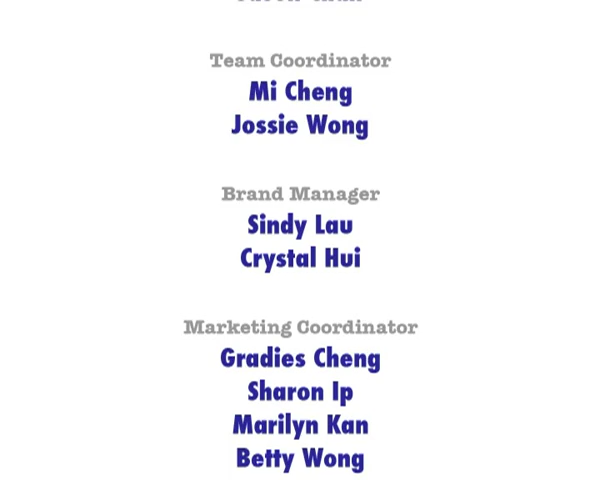 Team Coordinator
Mi Cheng
Jossie Wong
Brand Manager
Sindy Lau
Crystal Hui
Marketing Coordinator
Gradies Cheng
Sharon Ip
Marilyn Kan
Betty Wong